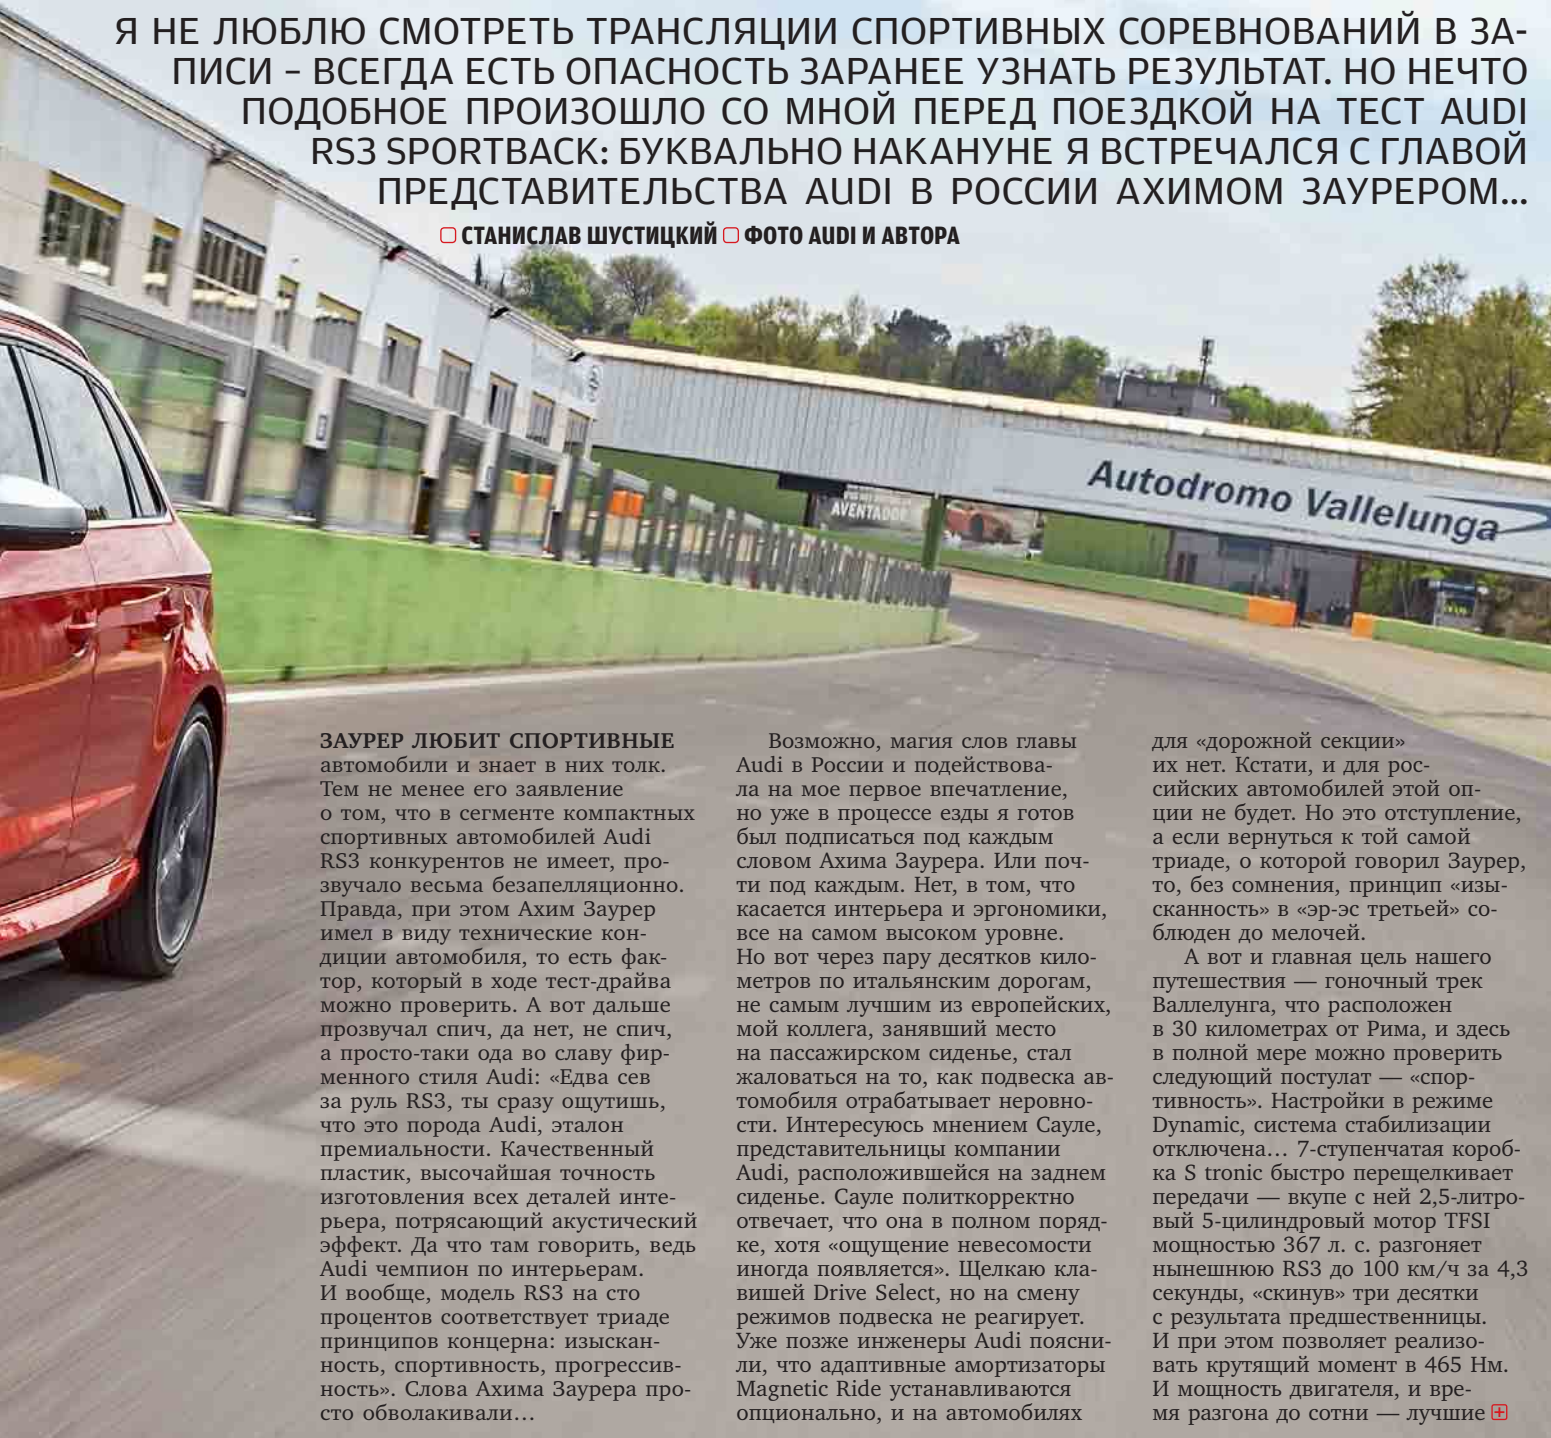 Я НЕ ЛЮБЛЮ СМОТРЕТЬ ТРАНСЛЯЦИИ СПОРТИВНЫХ СОРЕВНОВАНИЙ В ЗА-
ПИСИ – ВСЕГДА ЕСТЬ ОПАСНОСТЬ ЗАРАНЕЕ УЗНАТЬ РЕЗУЛЬТАТ. НО НЕЧТО
ПОДОБНОЕ ПРОИЗОШЛО СО МНОЙ ПЕРЕД ПОЕЗДКОЙ НА ТЕСТ AUDI
RS3 SPORTBACK: БУКВАЛЬНО НАКАНУНЕ Я ВСТРЕЧАЛСЯ С ГЛАВОЙ
ПРЕДСТАВИТЕЛЬСТВА AUDI В РОССИИ АХИМОМ ЗАУРЕРОМ...
СТАНИСЛАВ ШУСТИЦКИЙ ФОТО AUDI И АВТОРА
Autodromo Vallelunga
AVENTADOR
ЗАУРЕР ЛЮБИТ СПОРТИВНЫЕ
автомобили и знает в них толк.
Тем не менее его заявление
о том, что в сегменте компактных
спортивных автомобилей Audi
RS3 конкурентов не имеет, про-
звучало весьма безапелляционно.
Правда, при этом Ахим Заурер
имел в виду технические кон-
диции автомобиля, то есть фак-
тор, который в ходе тест-драйва
можно проверить. А вот дальше
прозвучал спич, да нет, не спич,
а просто-таки ода во славу фир-
менного стиля Audi: «Едва сев
за руль RS3, ты сразу ощутишь,
что это порода Audi, эталон
премиальности. Качественный
пластик, высочайшая точность
изготовления всех деталей инте-
рьера, потрясающий акустический
эффект. Да что там говорить, ведь
Audi чемпион по интерьерам.
И вообще, модель RS3 на сто
процентов соответствует триаде
принципов концерна: изыскан-
ность, спортивность, прогрессив-
ность». Слова Ахима Заурера про-
сто обволакивали…
Возможно, магия слов главы
Audi в России и подействова-
ла на мое первое впечатление,
но уже в процессе езды я готов
был подписаться под каждым
словом Ахима Заурера. Или поч-
ти под каждым. Нет, в том, что
касается интерьера и эргономики,
все на самом высоком уровне.
Но вот через пару десятков кило-
метров по итальянским дорогам,
не самым лучшим из европейских,
мой коллега, занявший место
на пассажирском сиденье, стал
жаловаться на то, как подвеска ав-
томобиля отрабатывает неровно-
сти. Интересуюсь мнением Сауле,
представительницы компании
Audi, расположившейся на заднем
сиденье. Сауле политкорректно
отвечает, что она в полном поряд-
ке, хотя «ощущение невесомости
иногда появляется». Щелкаю кла-
вишей Drive Select, но на смену
режимов подвеска не реагирует.
Уже позже инженеры Audi поясни-
ли, что адаптивные амортизаторы
Magnetic Ride устанавливаются
опционально, и на автомобилях
для «дорожной секции»
их нет. Кстати, и для рос-
сийских автомобилей этой оп-
ции не будет. Но это отступление,
а если вернуться к той самой
триаде, о которой говорил Заурер,
то, без сомнения, принцип «изы-
сканность» в «эр-эс третьей» со-
блюден до мелочей.
А вот и главная цель нашего
путешествия — гоночный трек
Валлелунга, что расположен
в 30 километрах от Рима, и здесь
в полной мере можно проверить
следующий постулат — «спор-
тивность». Настройки в режиме
Dynamic, система стабилизации
отключена… 7-ступенчатая короб-
ка S tronic быстро перещелкивает
передачи — вкупе с ней 2,5-литро-
вый 5-цилиндровый мотор TFSI
мощностью 367 л. с. разгоняет
нынешнюю RS3 до 100 км/ч за 4,3
секунды, «скинув» три десятки
с результата предшественницы.
И при этом позволяет реализо-
вать крутящий момент в 465 Нм.
И мощность двигателя, и вре-
мя разгона до сотни — лучшие